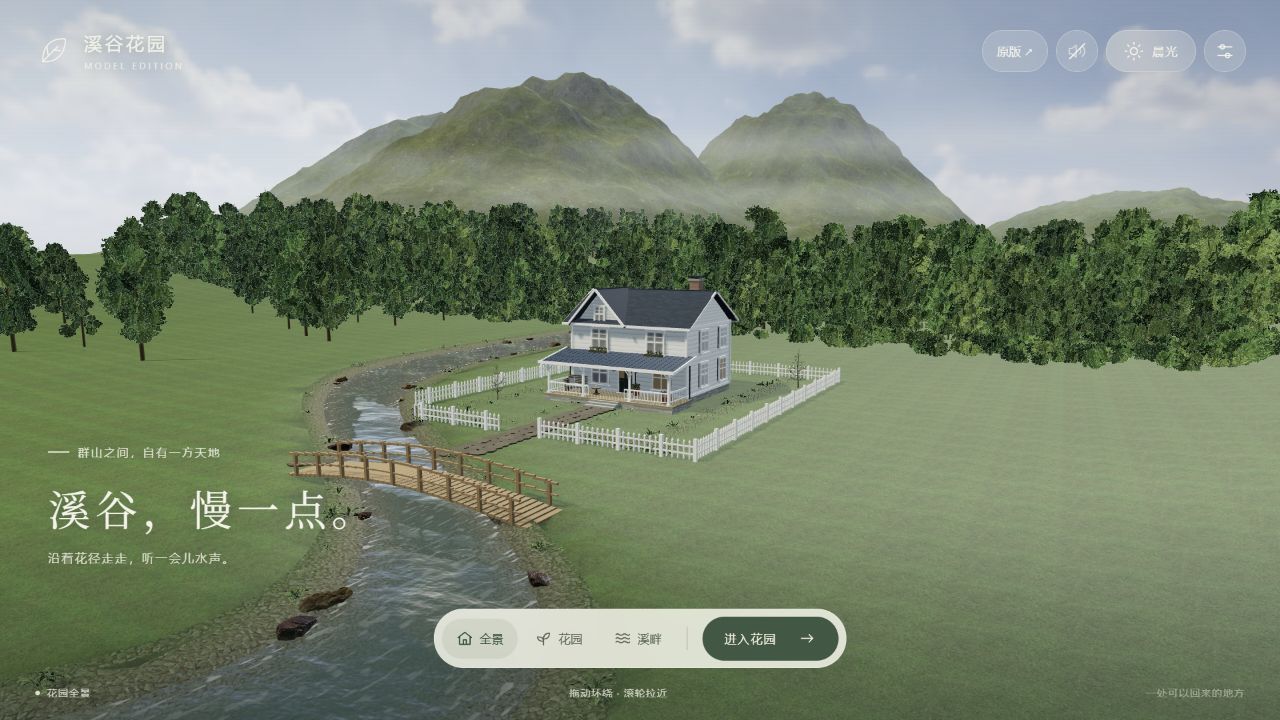 溪谷花园
MODEL EDITION
原版 ↗
晨光
群山之间，自有一方天地
溪谷，慢一点。
沿着花径走走，听一会儿水声。
全景
花园
溪畔
进入花园 →
花园全景
拖动环绕 · 滚轮拉近
一处可以回来的地方